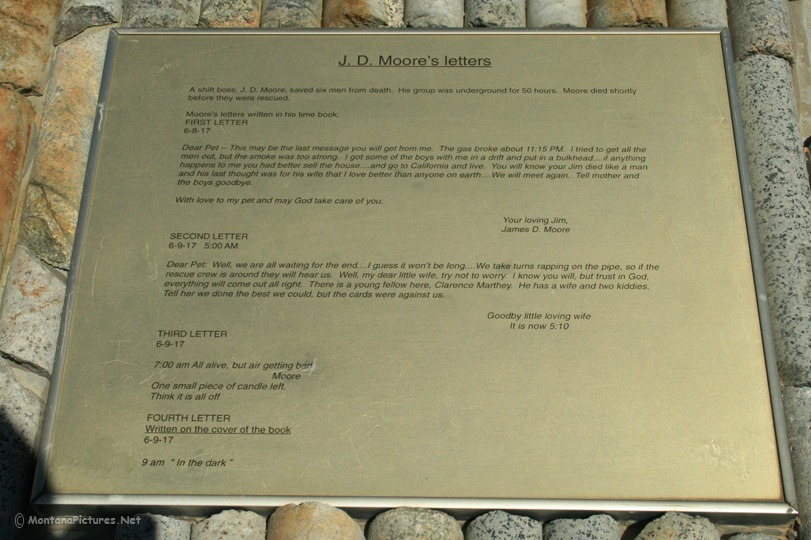 J. D. Moore's letters
A shift boss, J. D. Moore, saved six men from death. His group was underground for 50 hours. Moore died shortly
before they were rescued.
Moore's letters written in his time book:
FIRST LETTER
6-8-17
Dear Pet -- This may be the last message you will get from me. The gas broke about 11:15 PM. I tried to get all the
men out, but the smoke was too strong. I got some of the boys with me in a drift and put in a bulkhead....if anything
happens to me you had better sell the house....and go to California and live. You will know your Jim died like a man
and his last thought was for his wife that I love better than anyone on earth....We will meet again. Tell mother and
the boys goodbye.
With love to my pet and may God take care of you.
Your loving Jim,
James D. Moore
SECOND LETTER
6-9-17 5:00 AM
Dear Pet: Well, we are all waiting for the end....I guess it won't be long....We take turns rapping on the pipe, so if the
rescue crew is around they will hear us. Well, my dear little wife, try not to worry. I know you will, but trust in God,
everything will come out all right. There is a young fellow here, Clarence Marthey. He has a wife and two kiddies.
Tell her we done the best we could, but the cards were against us.
Goodby little loving wife
It is now 5:10
THIRD LETTER
6-9-17
7:00 am All alive, but air getting bad
Moore
One small piece of candle left.
Think it is all off
FOURTH LETTER
Written on the cover of the book
6-9-17
9 am " In the dark "
© MontanaPictures.Net